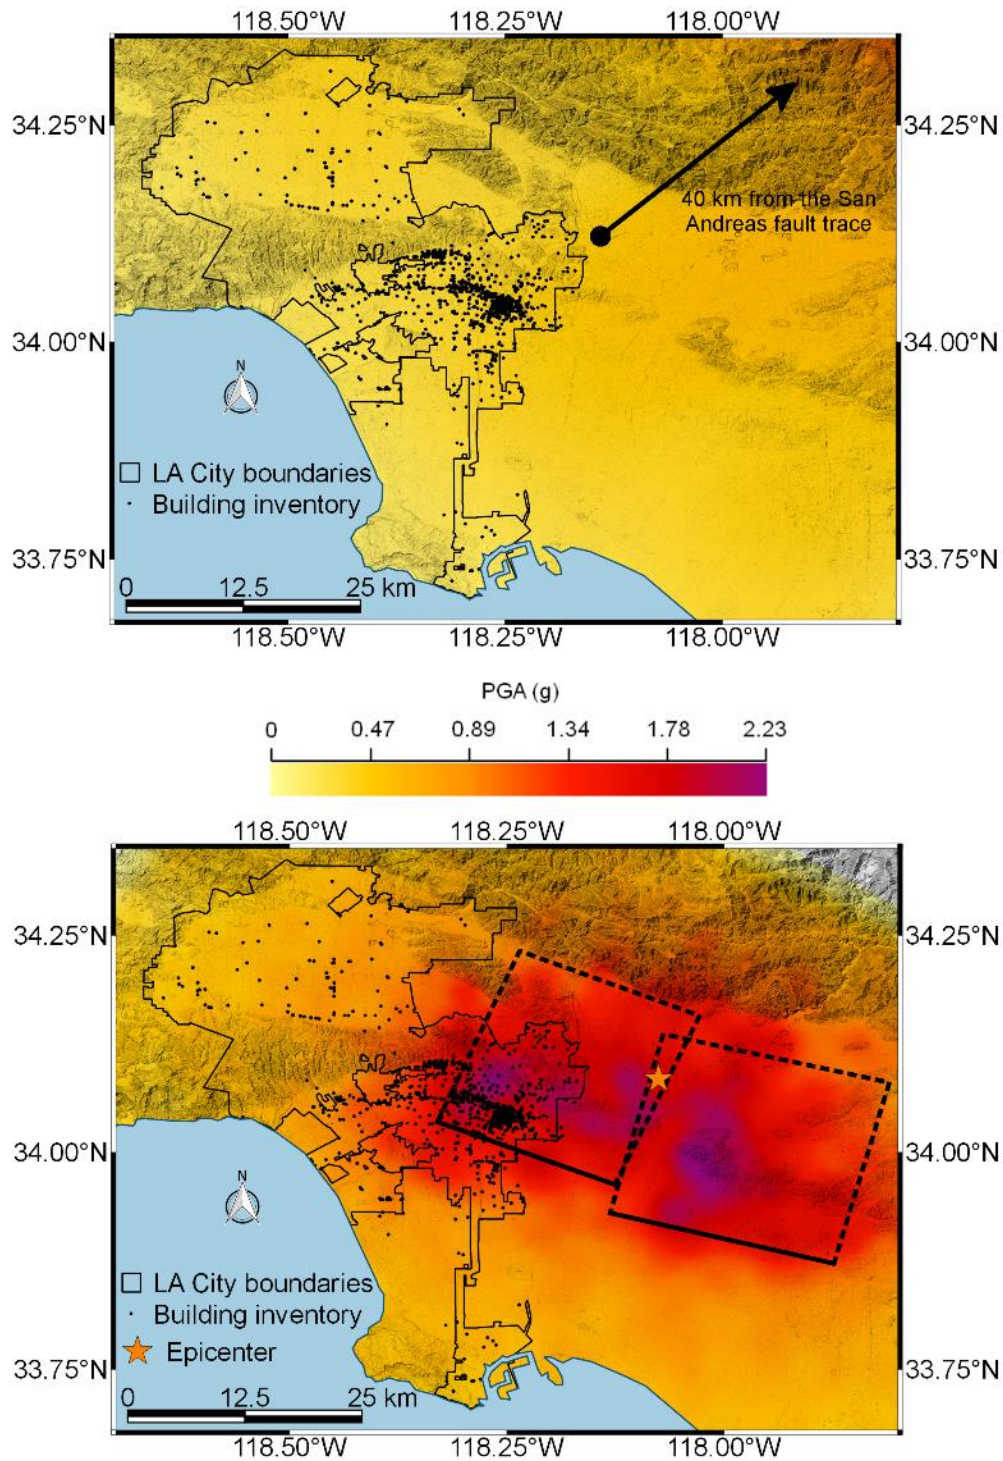 118.50°W 118.25°W 118.00°W
34.25°N 34.25°N
40 km from the San
Andreas fault trace
34.00°N 34.00°N
N
LA City boundaries
Building inventory
33.75°N 33.75°N
0 12.5 25 km
118.50°W 118.25°W 118.00°W
PGA (g)
0 0.47 0.89 1.34 1.78 2.23
118.50°W 118.25°W 118.00°W
34.25°N 34.25°N
34.00°N 34.00°N
N
LA City boundaries
Building inventory
Epicenter
33.75°N 33.75°N
0 12.5 25 km
118.50°W 118.25°W 118.00°W